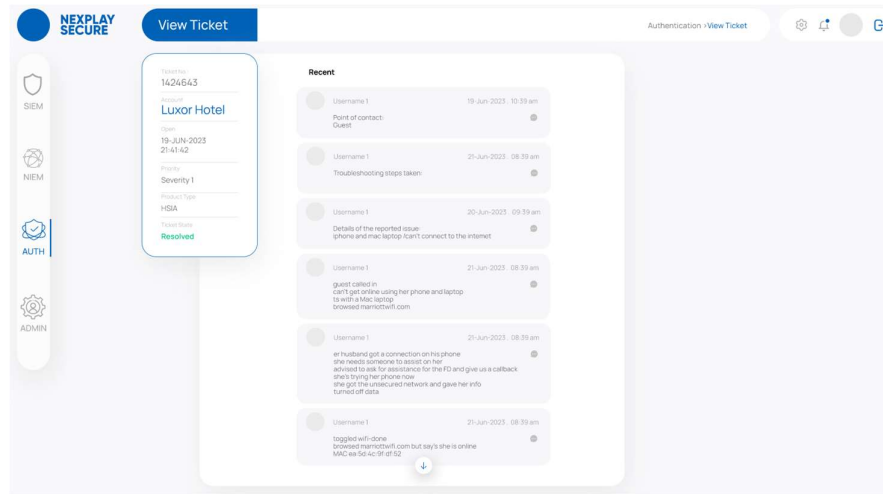 NEXPLAY
SECURE
View Ticket
Authentication >View Ticket
SIEM
NIEM
AUTH
ADMIN
Ticket No.
1424643
Account
Luxor Hotel
Open
19-JUN-2023
21:41:42
Priority
Severity 1
Product Type
HSIA
Ticket State
Resolved
Recent
Username 1
19-Jun-2023 . 10:39 am
Point of contact:
Guest
Username 1
21-Jun-2023 . 08:39 am
Troubleshooting steps taken:
Username 1
20-Jun-2023 . 09:39 am
Details of the reported issue:
iphone and mac laptop /can't connect to the internet
Username 1
21-Jun-2023 . 08:39 am
guest called in
can't get online using her phone and laptop
ts with a Mac laptop
browsed marriottwifi.com
Username 1
21-Jun-2023 . 08:39 am
er husband got a connection on his phone
she needs someone to assist on her
advised to ask for assistance for the FD and give us a callback
she's trying her phone now
she got the unsecured network and gave her info
turned off data
Username 1
21-Jun-2023 . 08:39 am
toggled wifi-done
browsed marriottwifi.com but say's she is online
MAC ea:5d:4c:9f:df:52